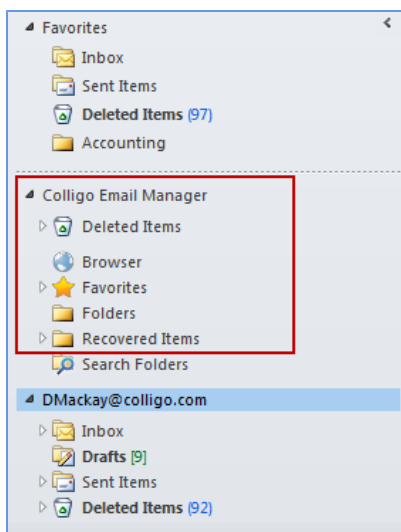 Favorites
Inbox
Sent Items
Deleted Items (97)
Accounting
Colligo Email Manager
Deleted Items
Browser
Favorites
Folders
Recovered Items
Search Folders
DMackay@colligo.com
Inbox
Drafts [9]
Sent Items
Deleted Items (92)